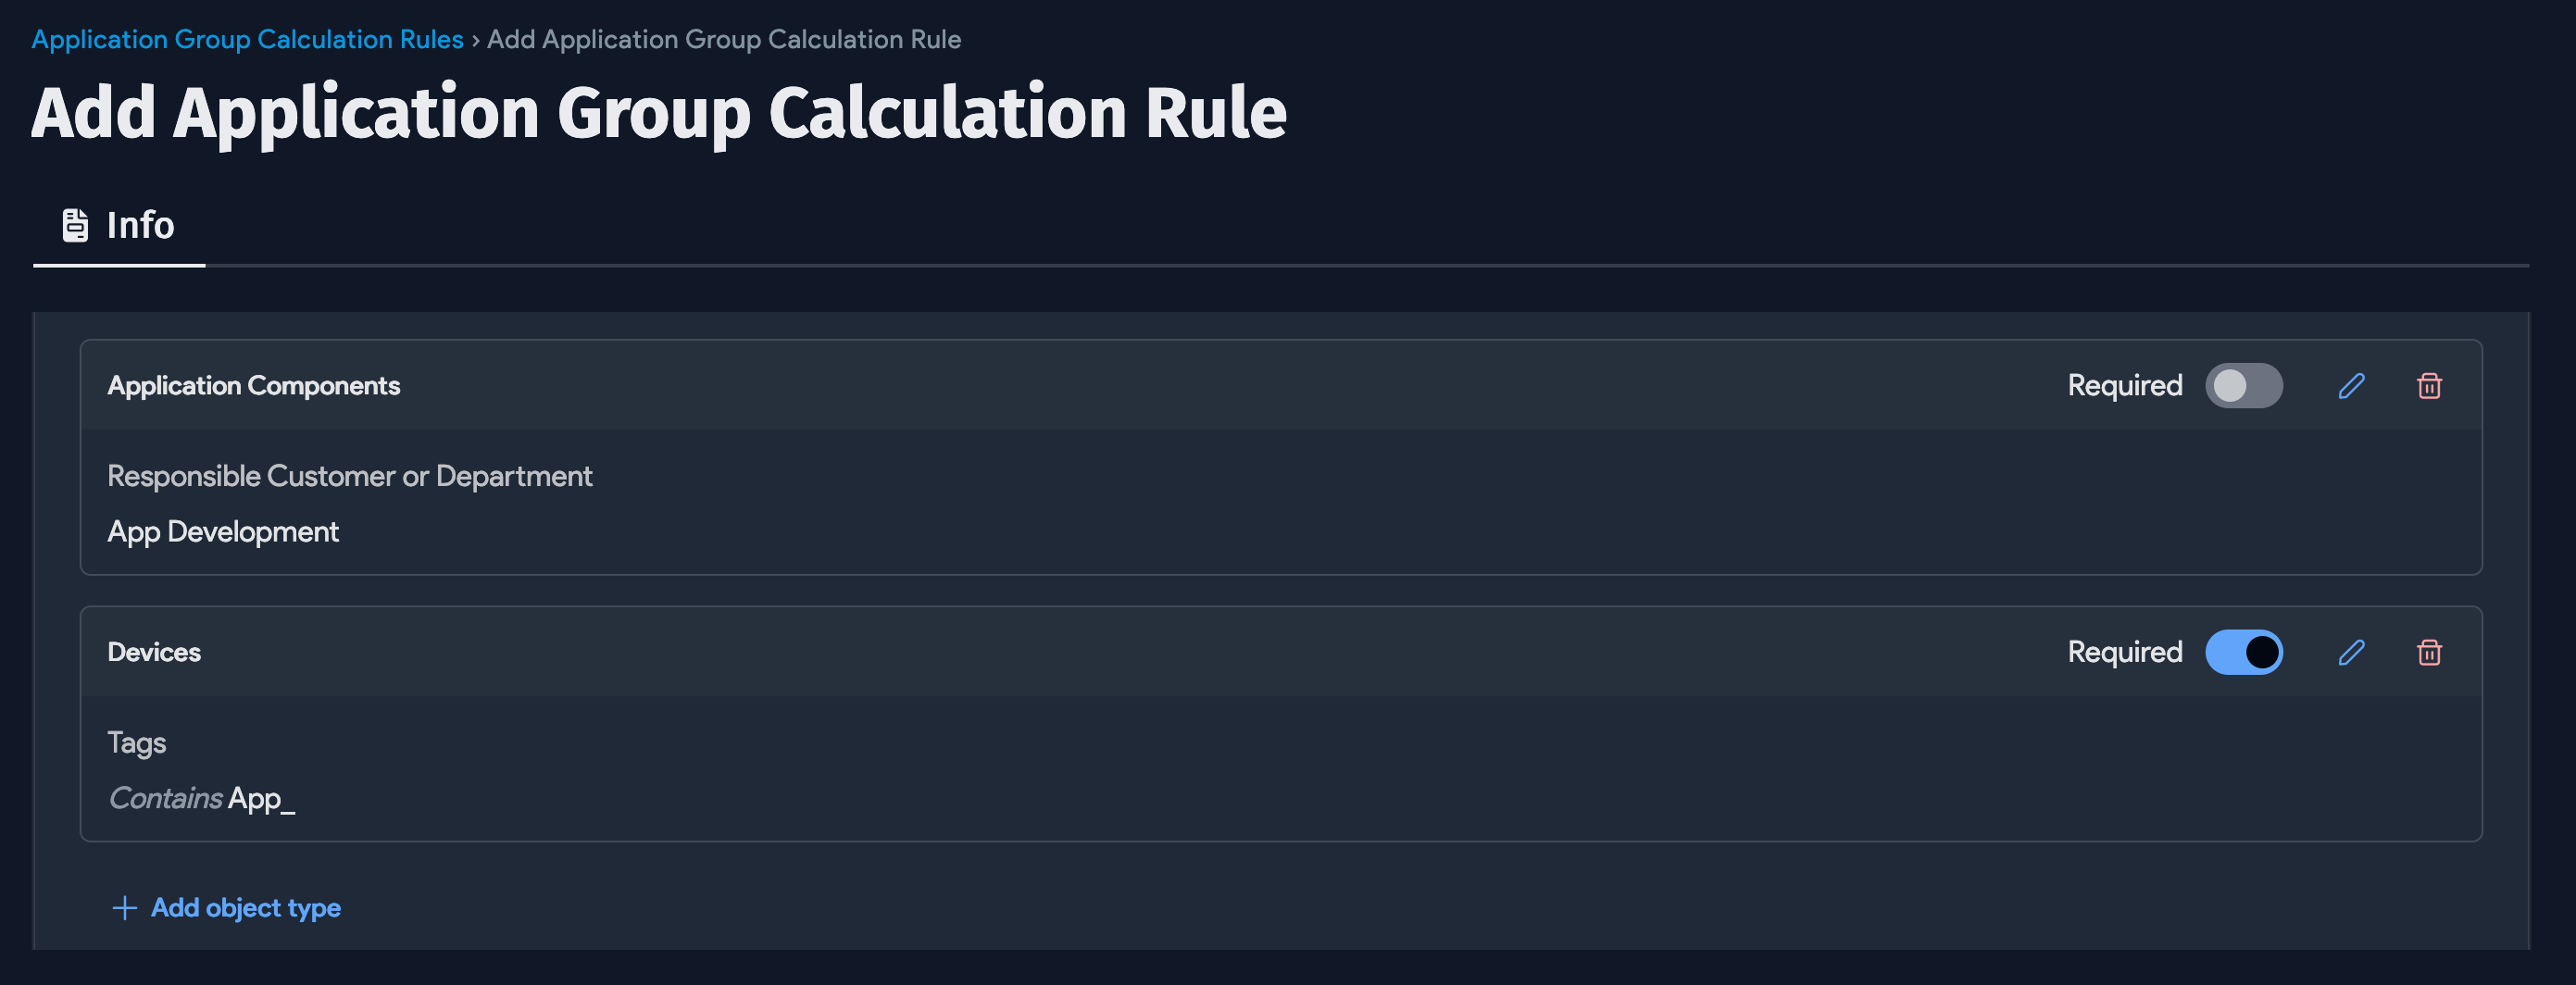 Application Group Calculation Rules › Add Application Group Calculation Rule
Add Application Group Calculation Rule
Info
Application Components Required
Responsible Customer or Department
App Development
Devices Required
Tags
Contains App_
+ Add object type